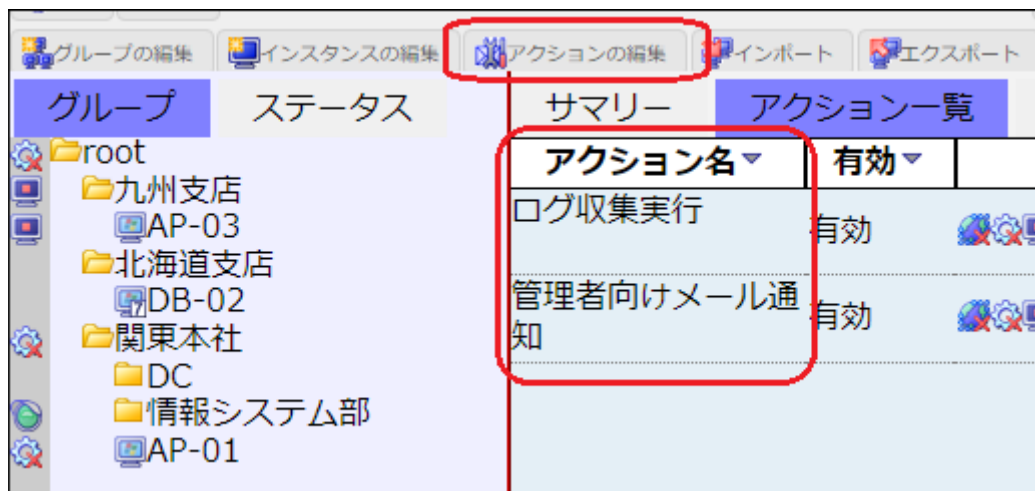 グループの編集 インスタンスの編集 アクションの編集 インポート エクスポート
グループ ステータス サマリー アクション一覧
root
九州支店
AP-03
北海道支店
DB-02
関東本社
DC
情報システム部
AP-01
アクション名 有効
ログ収集実行 有効
管理者向けメール通
知 有効